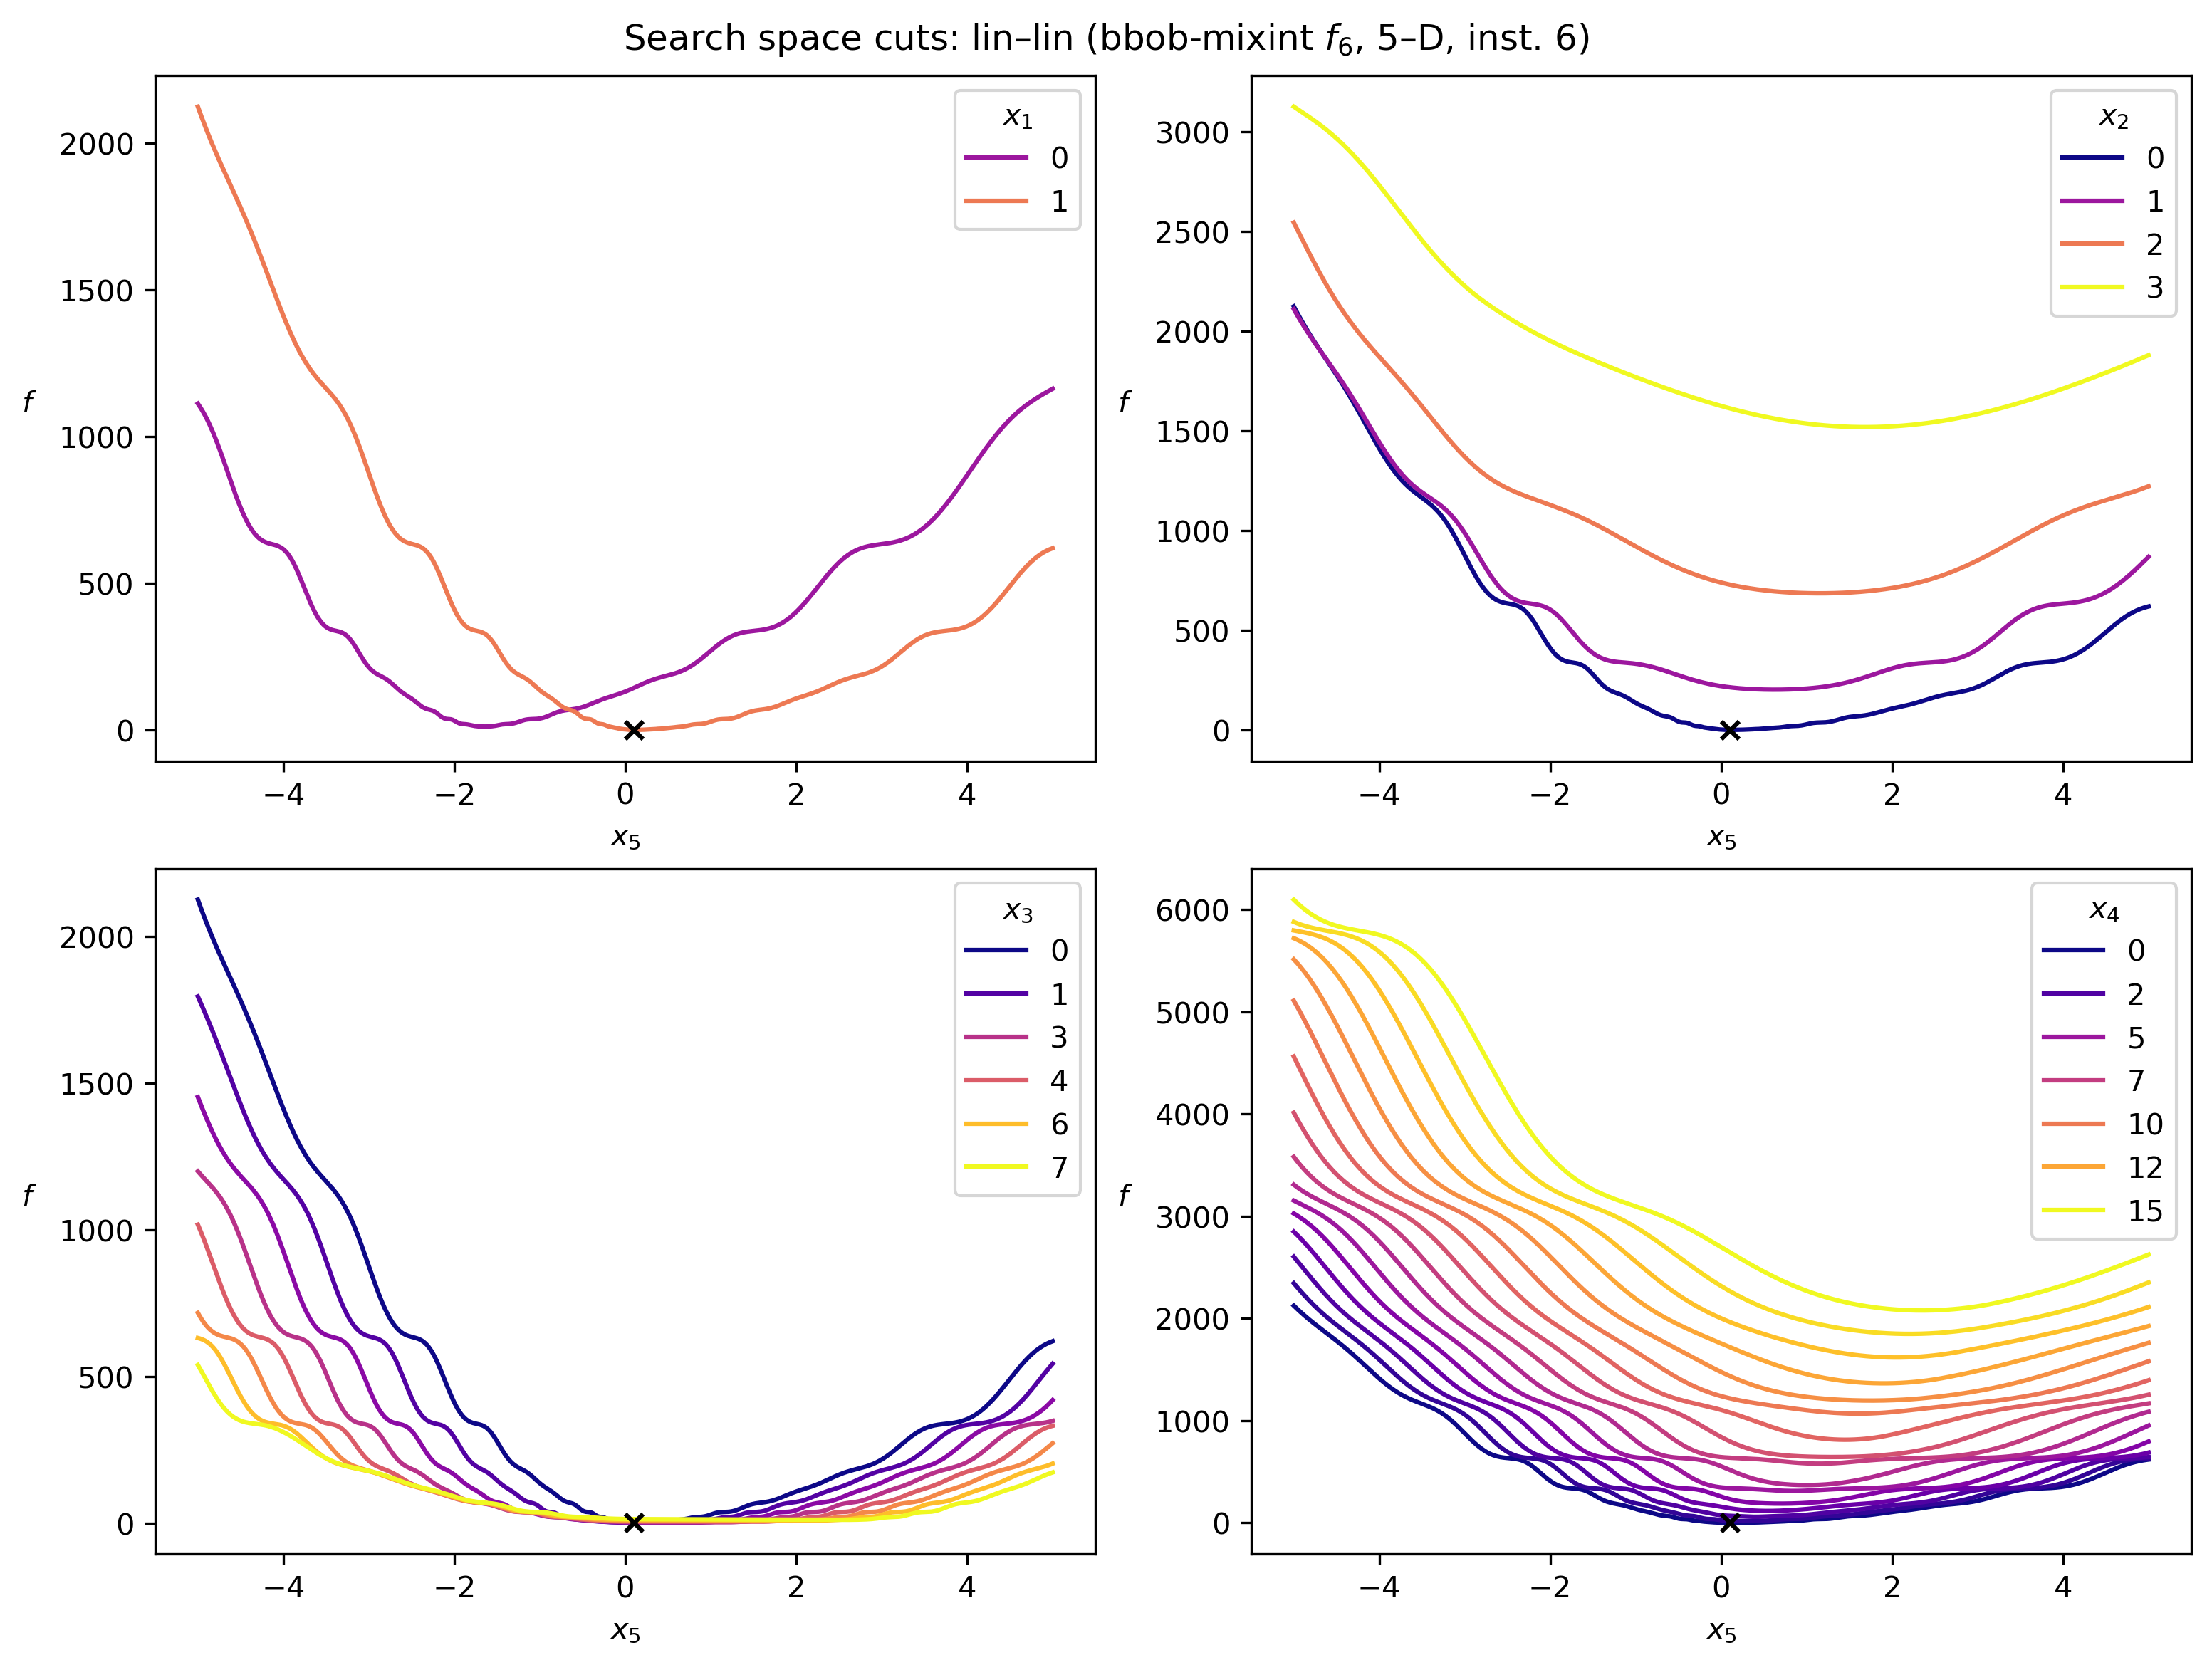 Search space cuts: lin–lin (bbob-mixint f₆, 5–D, inst. 6)
2000
1500
1000
500
0
f
−4 −2 0 2 4
x₅
x₁
0
1
3000
2500
2000
1500
1000
500
0
f
−4 −2 0 2 4
x₅
x₂
0
1
2
3
2000
1500
1000
500
0
f
−4 −2 0 2 4
x₅
x₃
0
1
3
4
6
7
6000
5000
4000
3000
2000
1000
0
f
−4 −2 0 2 4
x₅
x₄
0
2
5
7
10
12
15